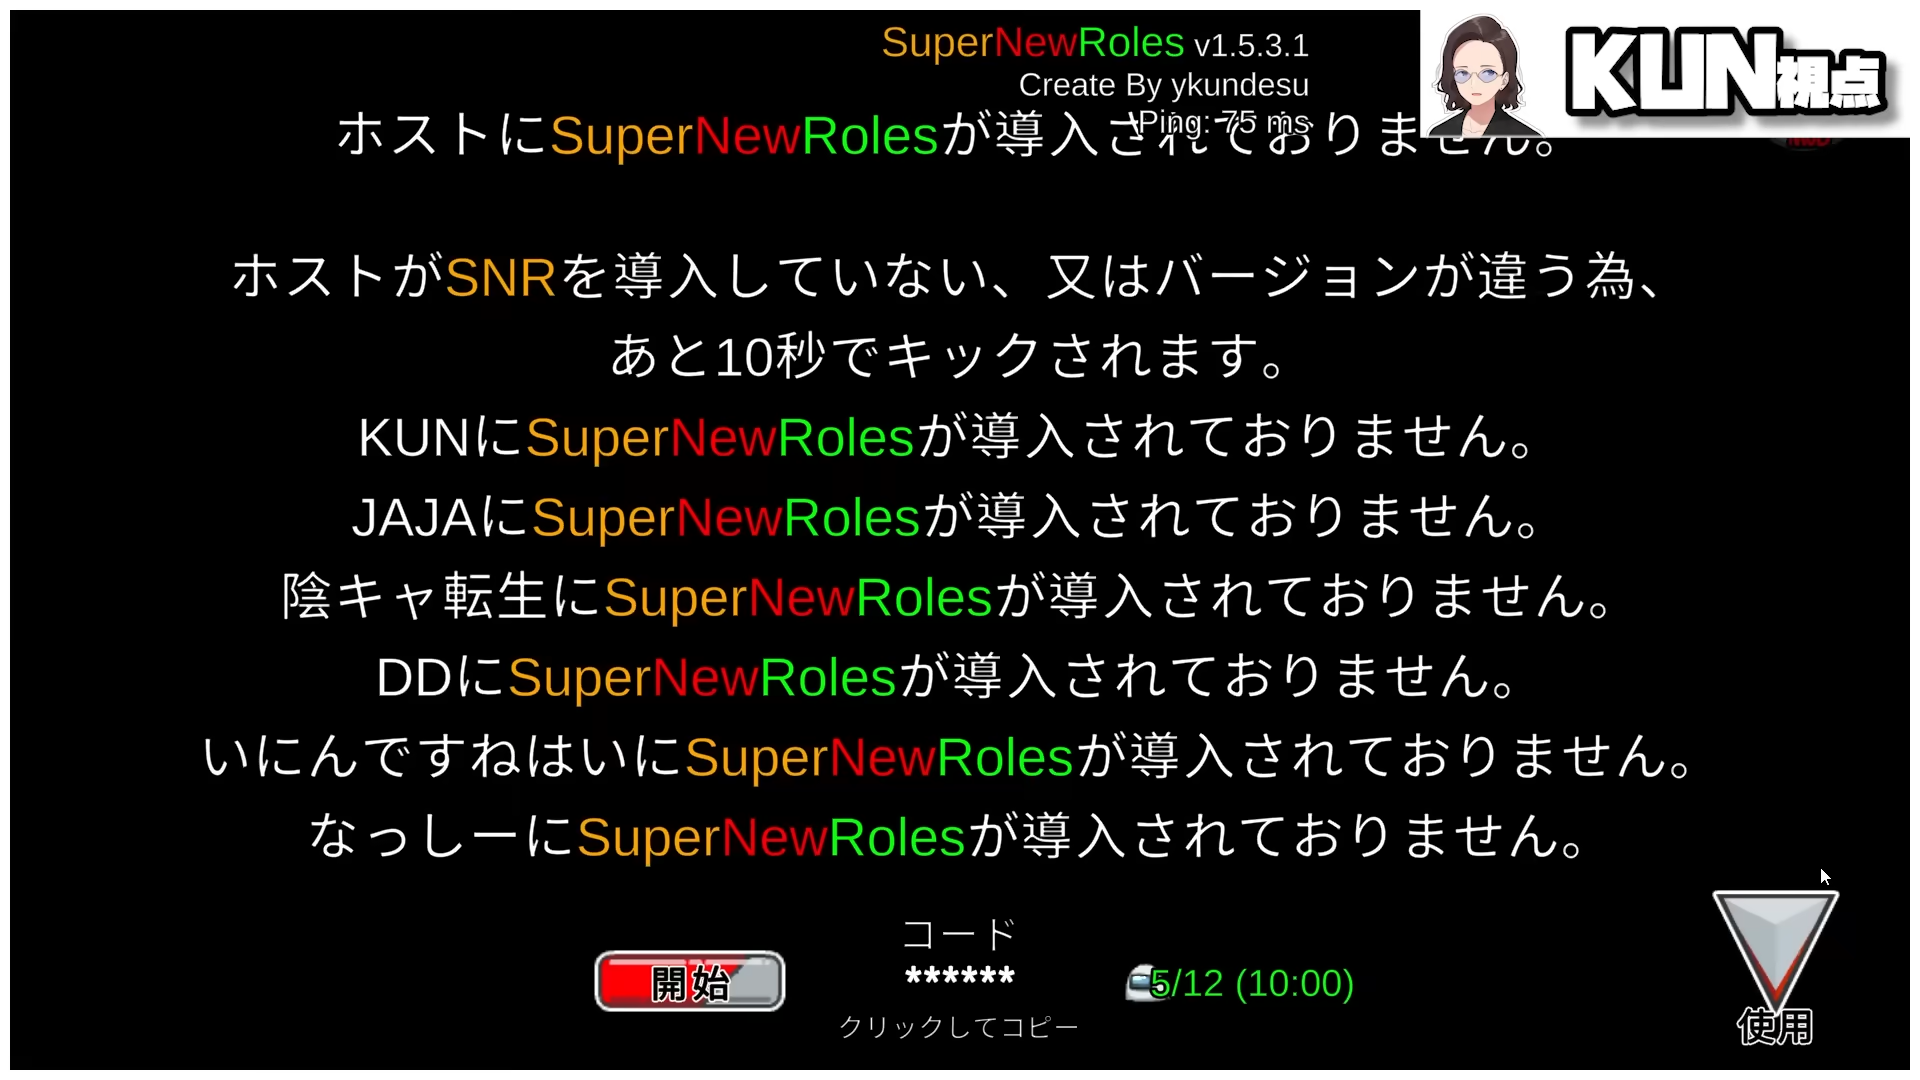 SuperNewRoles v1.5.3.1
Create By ykundesu
Ping: 75 ms
KUN視点
ホストにSuperNewRolesが導入されておりません。
ホストがSNRを導入していない、又はバージョンが違う為、
あと10秒でキックされます。
KUNにSuperNewRolesが導入されておりません。
JAJAにSuperNewRolesが導入されておりません。
陰キャ転生にSuperNewRolesが導入されておりません。
DDにSuperNewRolesが導入されておりません。
いにんですねはいにSuperNewRolesが導入されておりません。
なっしーにSuperNewRolesが導入されておりません。
コード
******
クリックしてコピー
開始
5/12 (10:00)
使用